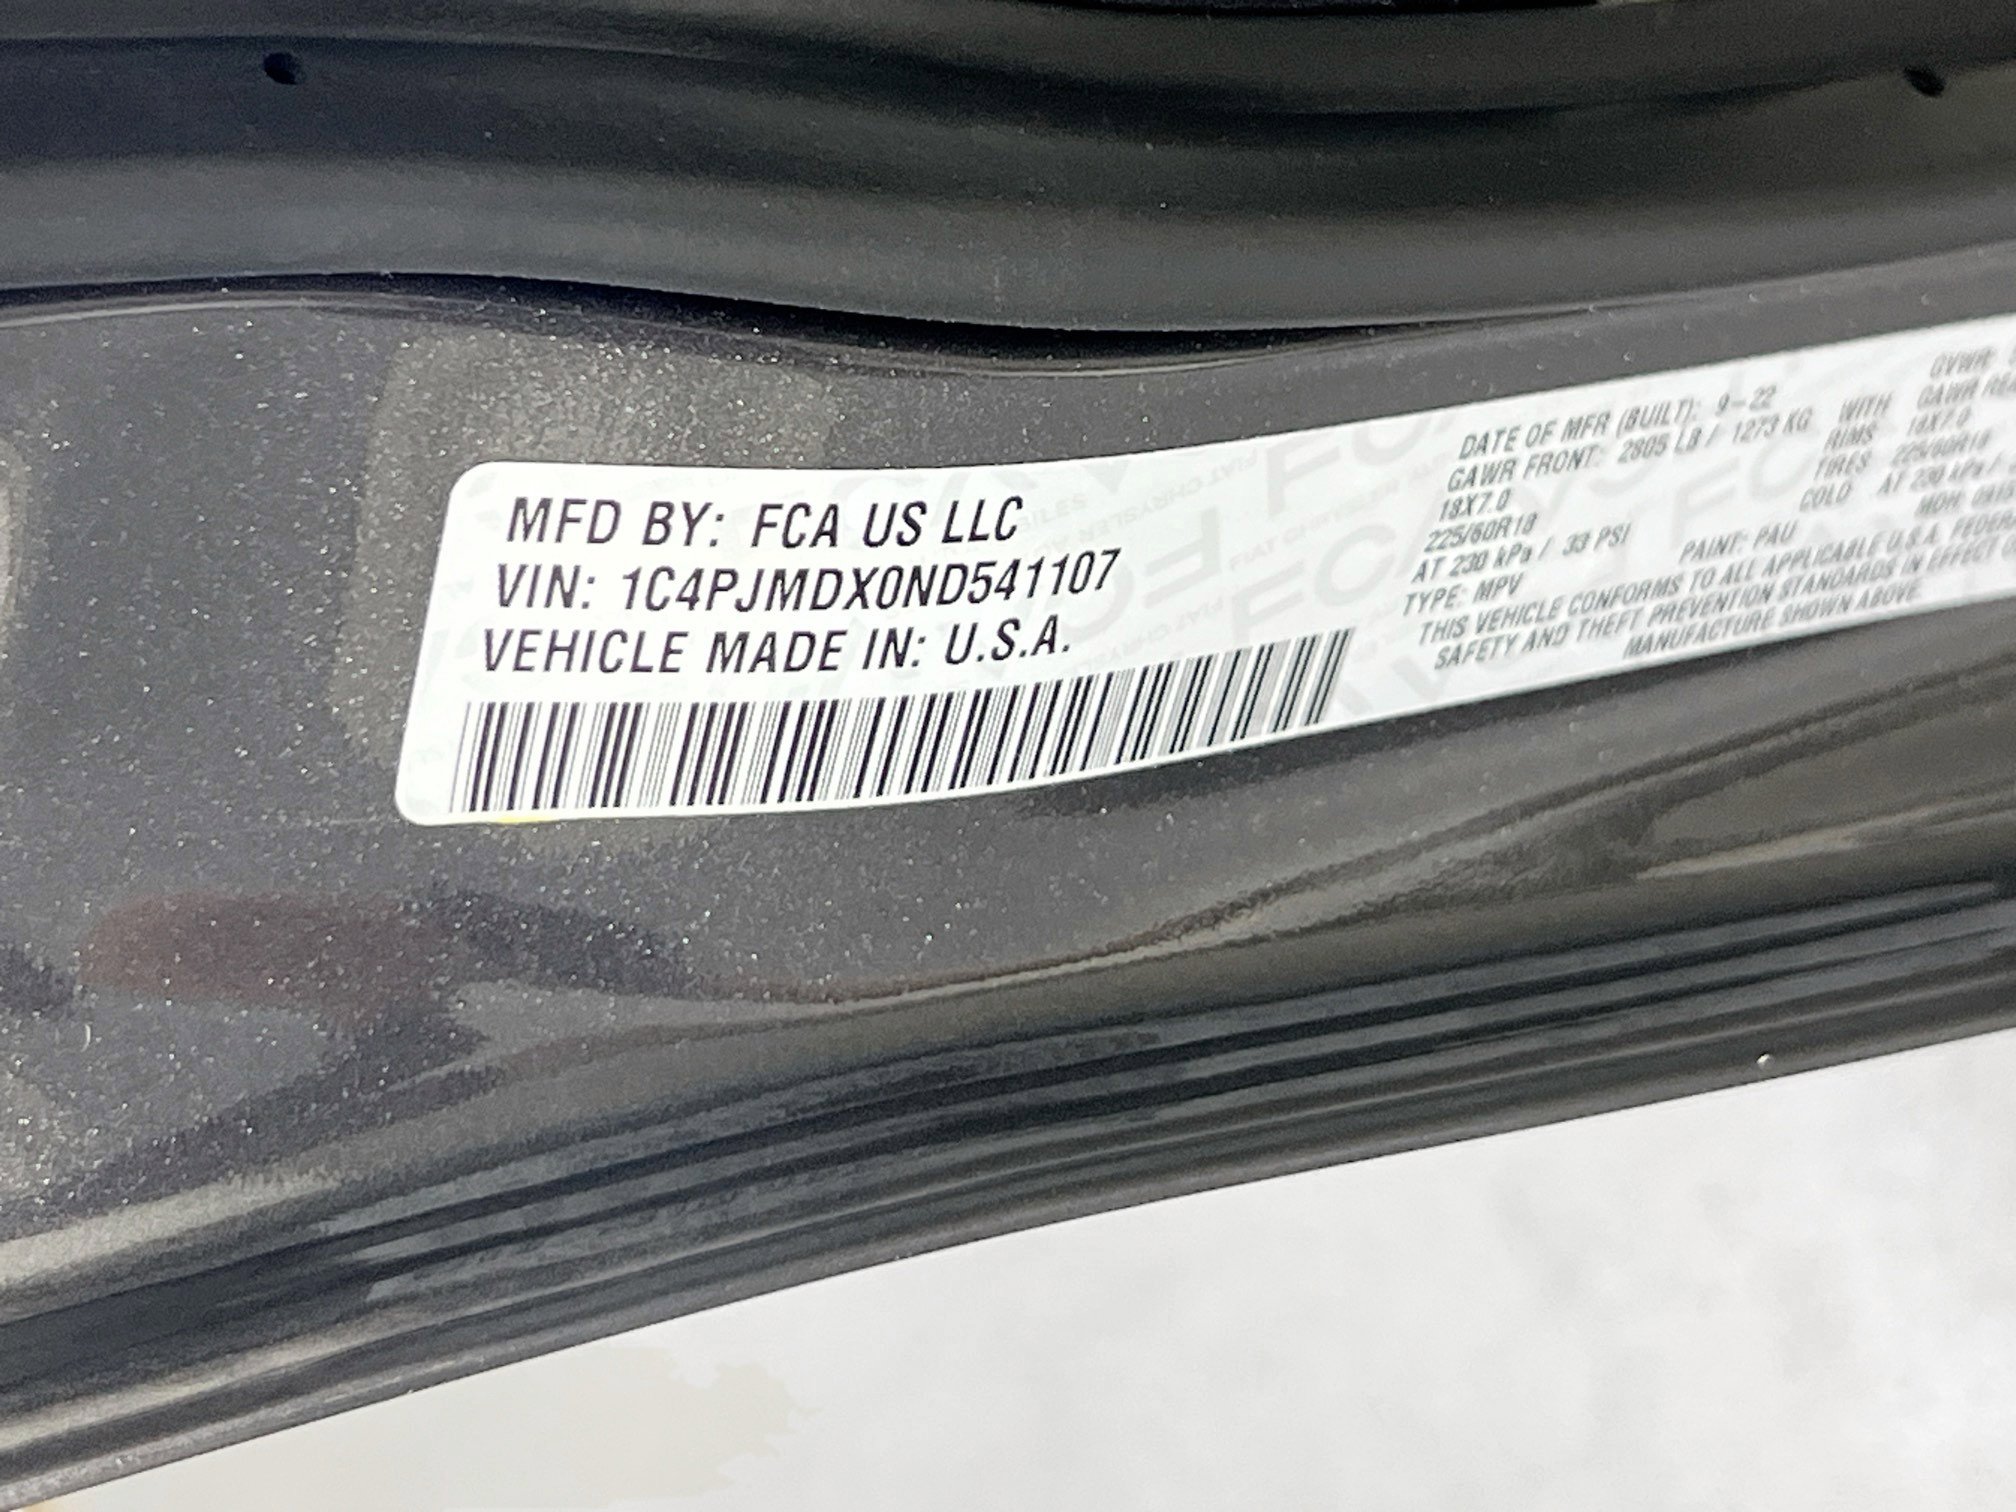 MFD BY: FCA US LLC
VIN: 1C4PJMDX0ND541107
VEHICLE MADE IN: U.S.A.
DATE OF MFR (BUILT): 9-22
GAWR FRONT: 2805 LB / 1273 KG WITH
18X7.0 RIMS
225/60R18 TIRES
AT 230 kPa / 33 PSI COLD
TYPE: MPV PAINT: PAU
GVWR:
GAWR
18X7.0
225/60R18
AT 230 kPa /
MDH:
THIS VEHICLE CONFORMS TO ALL APPLICABLE U.S.A.
SAFETY AND THEFT PREVENTION STANDARDS IN EFFECT
MANUFACTURE SHOWN ABOVE.